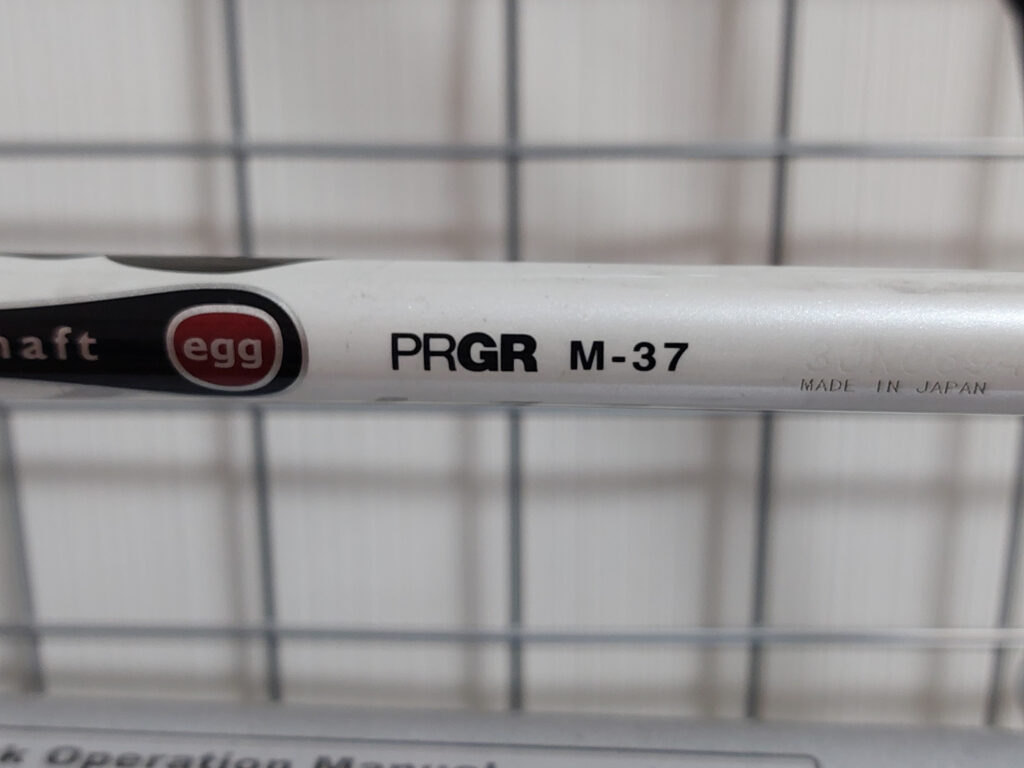 haft egg PRGR M-37
MADE IN JAPAN
k Operation Manual